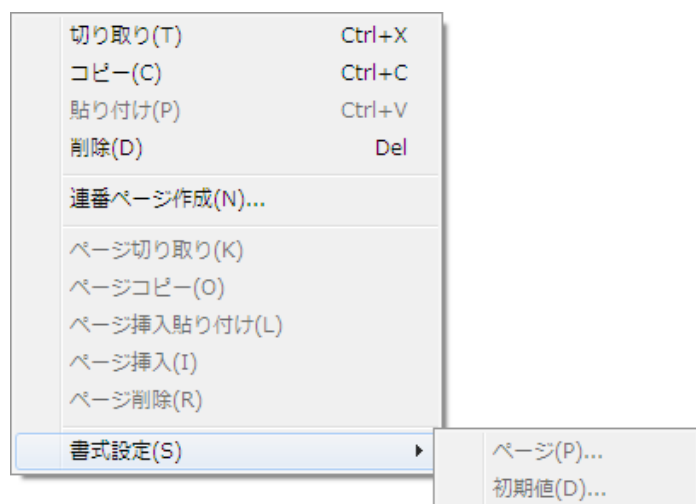 切り取り(T) Ctrl+X
コピー(C) Ctrl+C
貼り付け(P) Ctrl+V
削除(D) Del
連番ページ作成(N)...
ページ切り取り(K)
ページコピー(O)
ページ挿入貼り付け(L)
ページ挿入(I)
ページ削除(R)
書式設定(S)
ページ(P)...
初期値(D)...